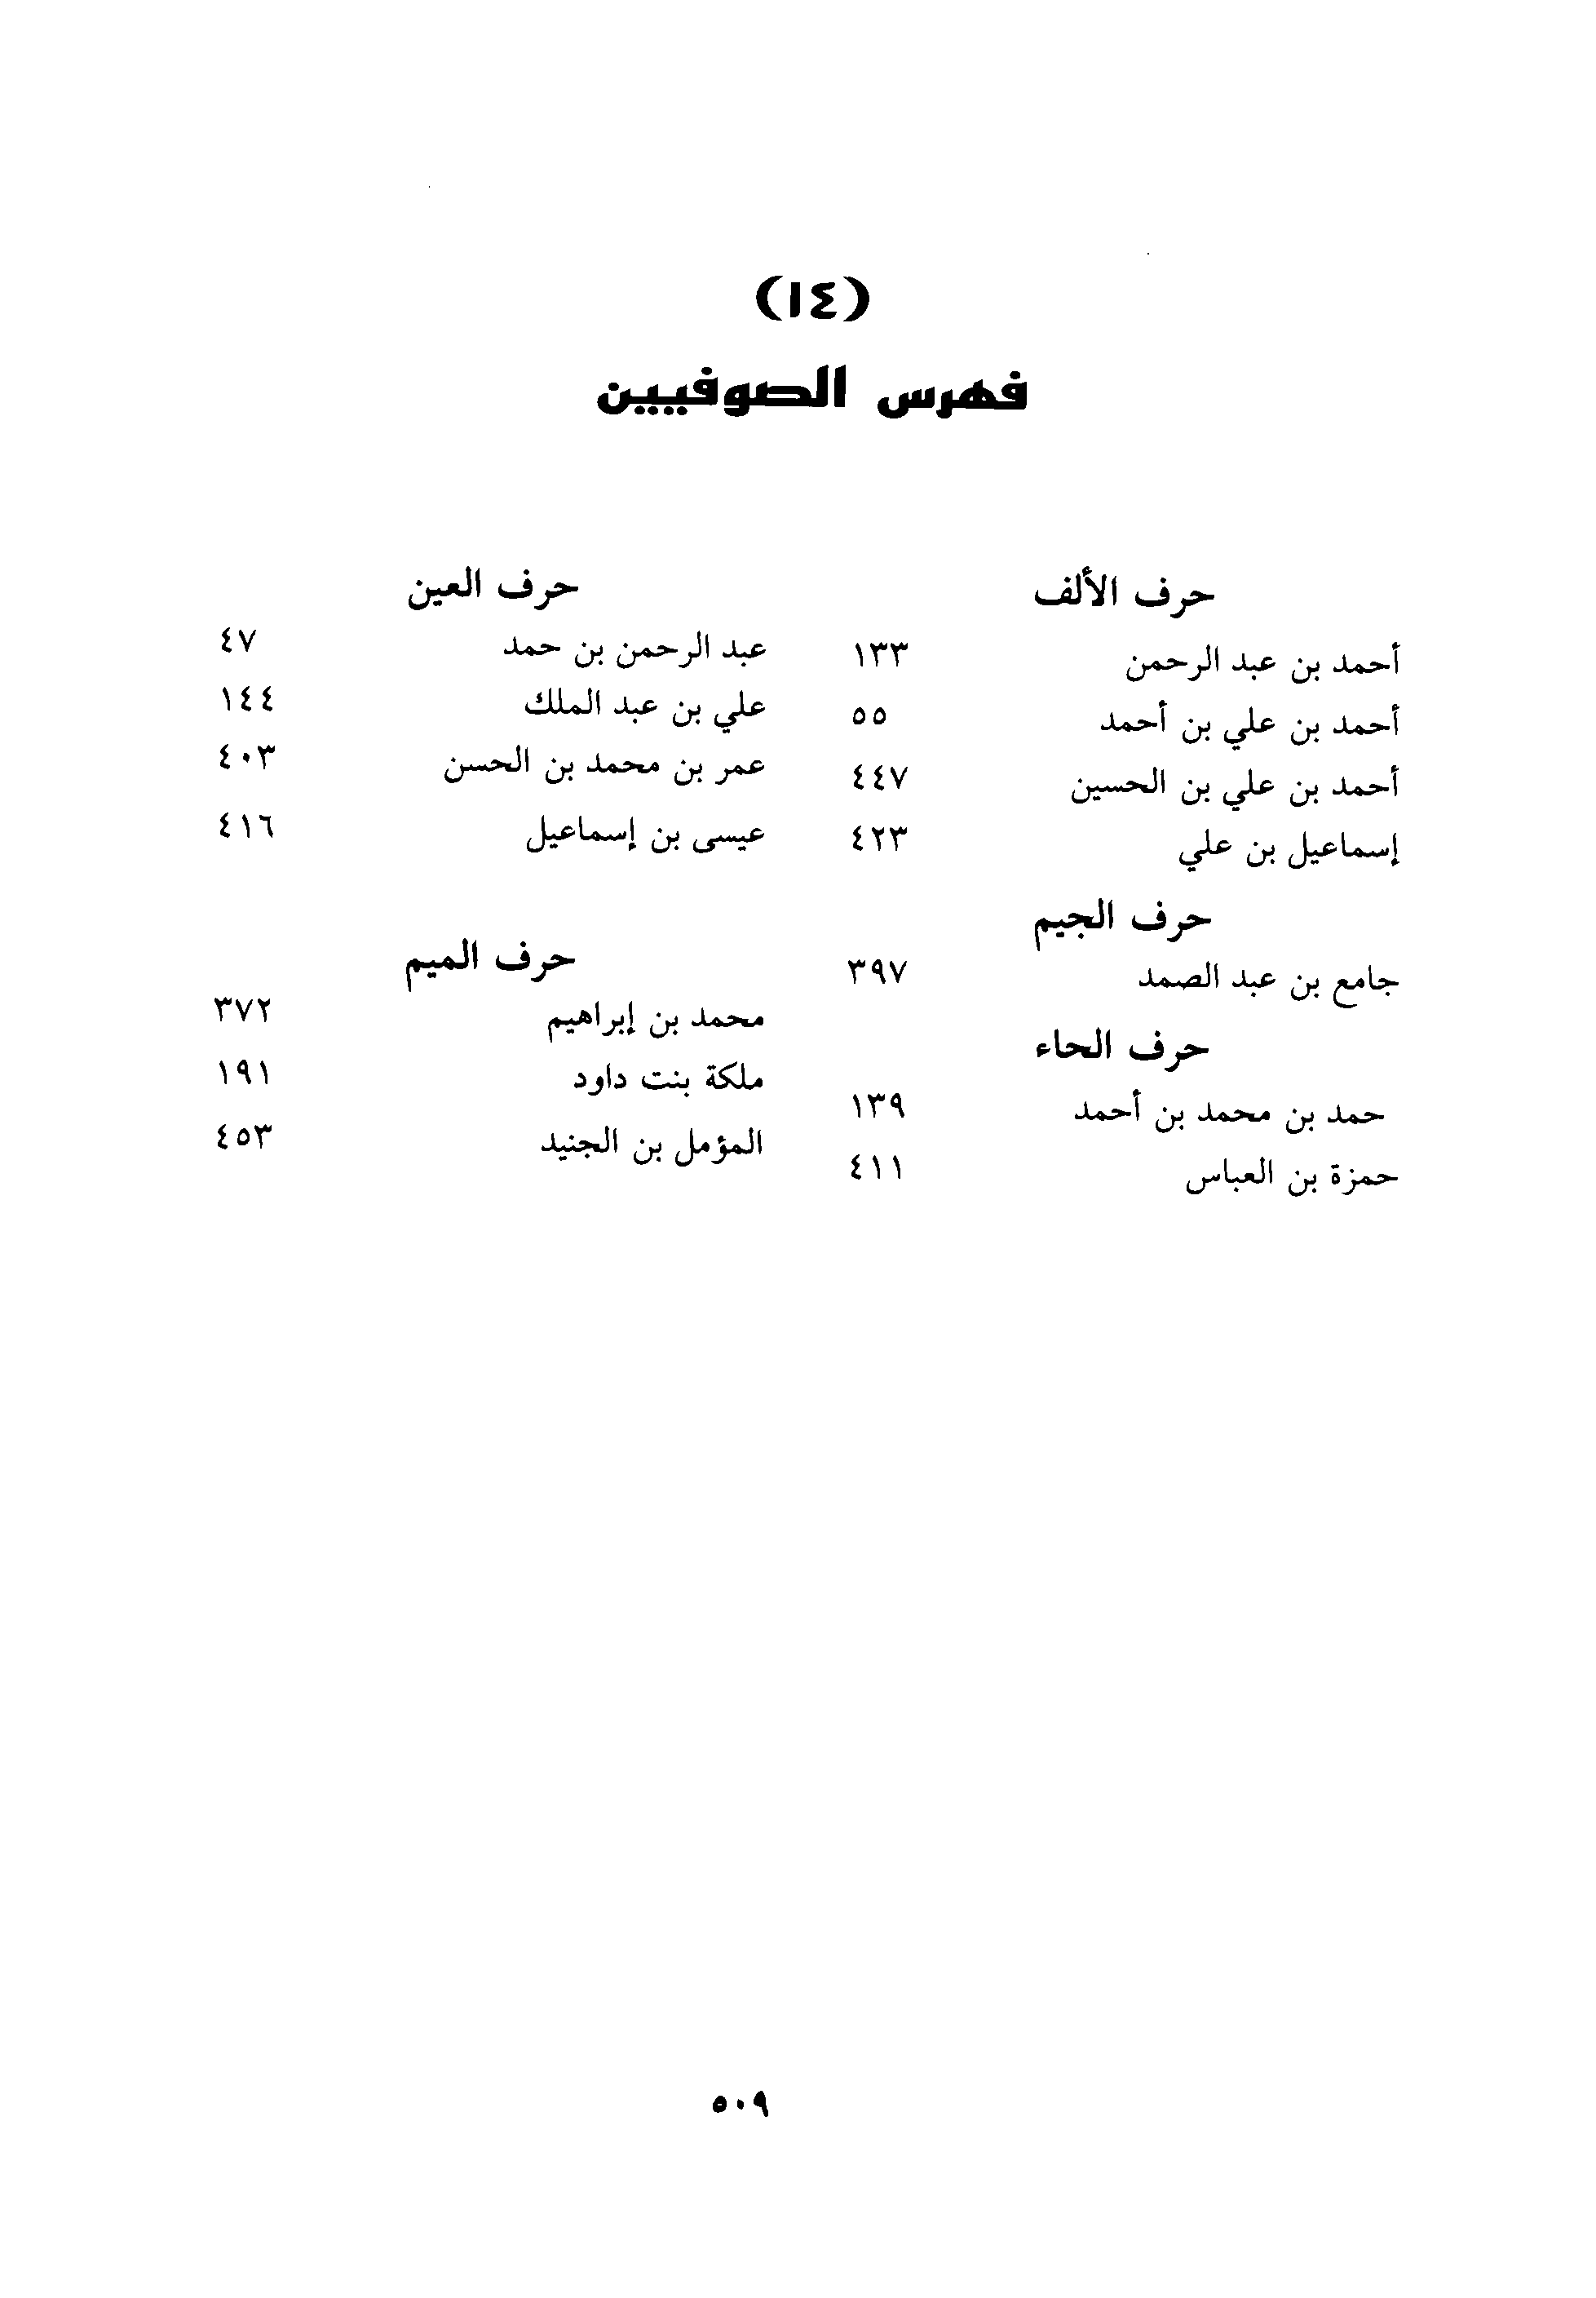 (١٤)
فهرس الصوفيين
حرف الألف
أحمد بن عبد الرحمن ١٣٣
أحمد بن علي بن أحمد ٥٥
أحمد بن علي بن الحسين ٤٤٧
إسماعيل بن علي ٤٢٣
حرف الجيم
جامع بن عبد الصمد ٣٩٧
حرف الحاء
حمد بن محمد بن أحمد ١٣٩
حمزة بن العباس ٤١١
حرف العين
عبد الرحمن بن حمد ٤٧
علي بن عبد الملك ١٤٤
عمر بن محمد بن الحسن ٤٠٣
عيسى بن إسماعيل ٤١٦
حرف الميم
محمد بن إبراهيم ٣٧٢
ملكة بنت داود ١٩١
المؤمل بن الجنيد ٤٥٣
٥٠٩